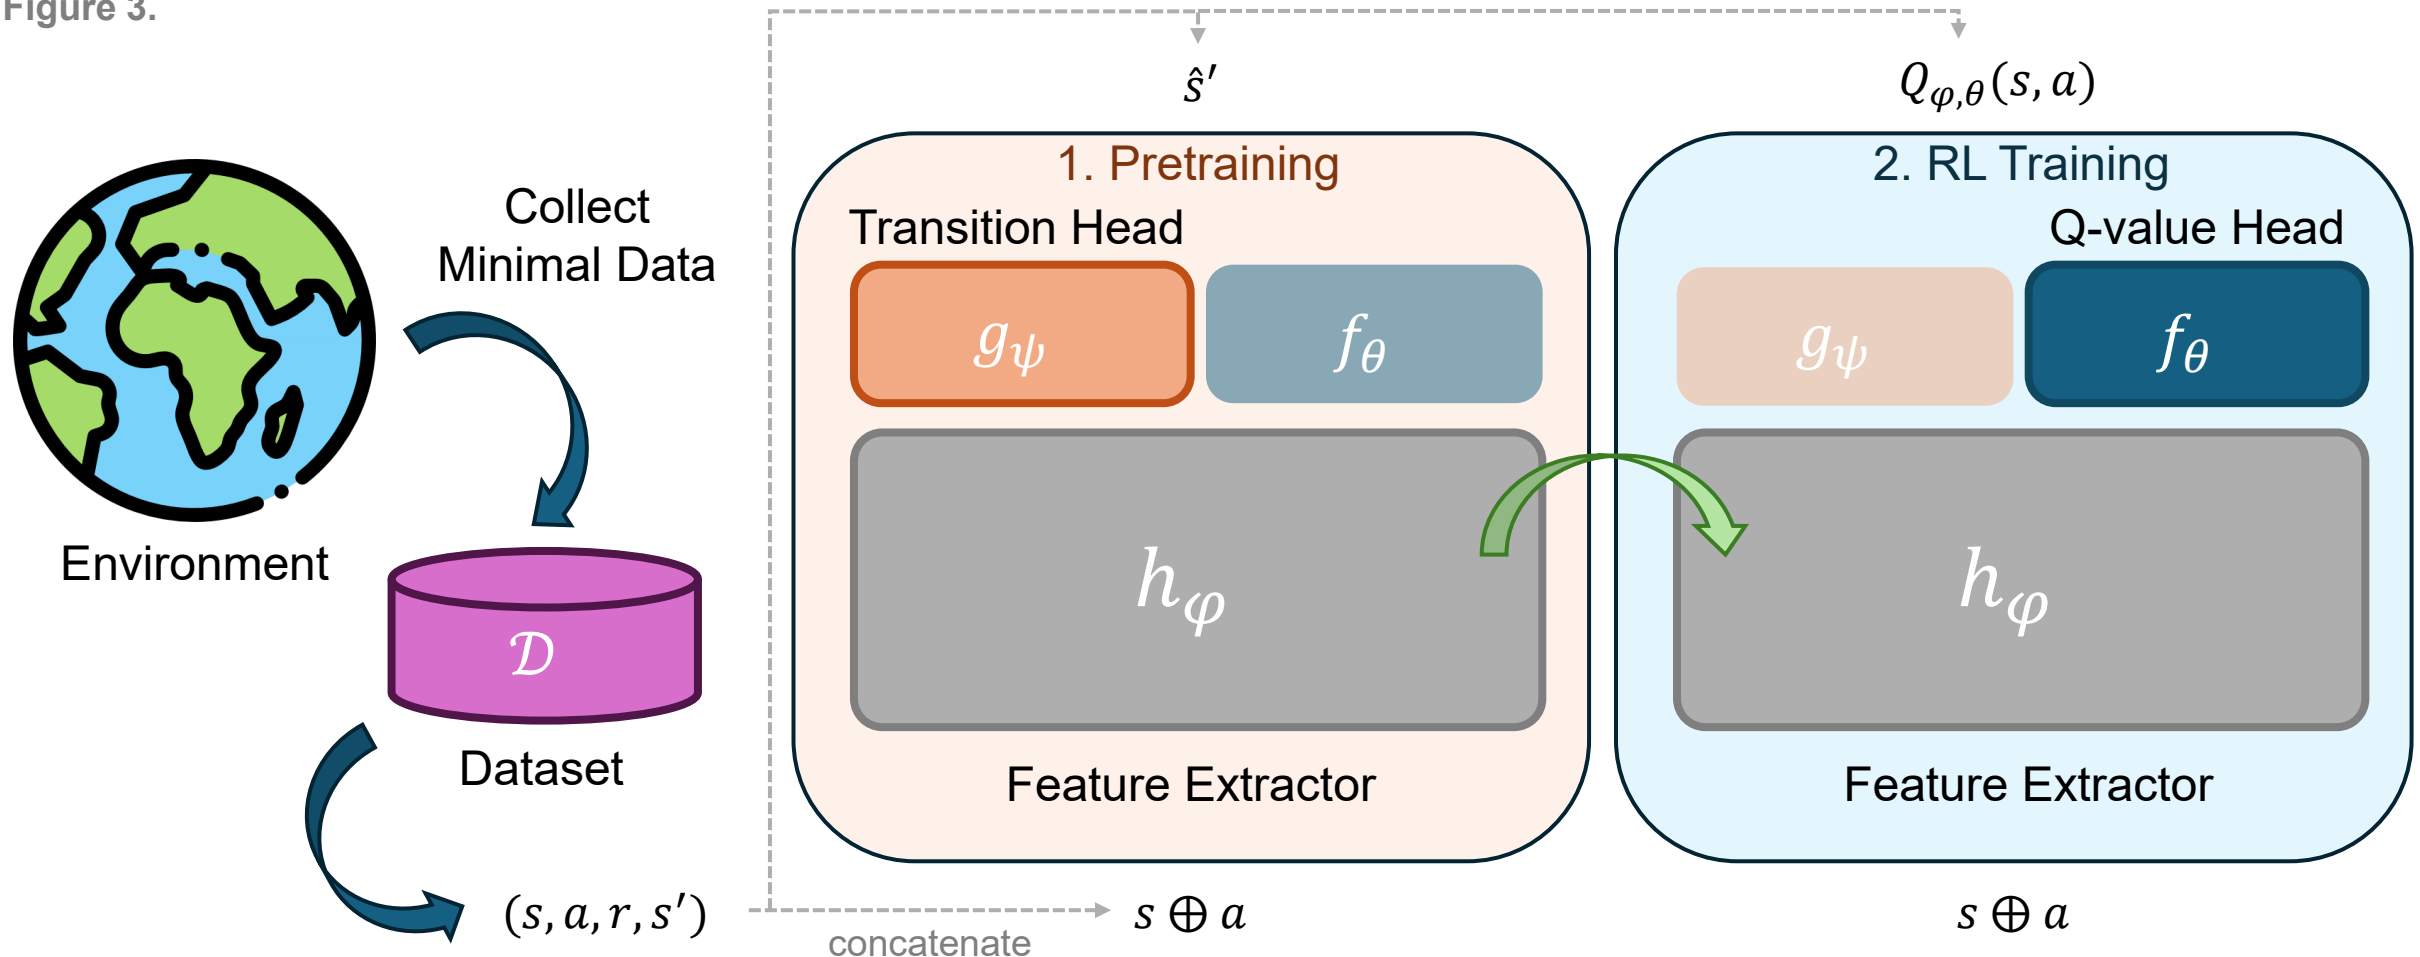 Figure 3.
Collect
Minimal Data
Environment
𝒟
Dataset
(s, a, r, s′)
concatenate
ŝ′
1. Pretraining
Transition Head
g_ψ
f_θ
h_φ
Feature Extractor
s ⊕ a
Q_φ,θ(s, a)
2. RL Training
Q-value Head
g_ψ
f_θ
h_φ
Feature Extractor
s ⊕ a